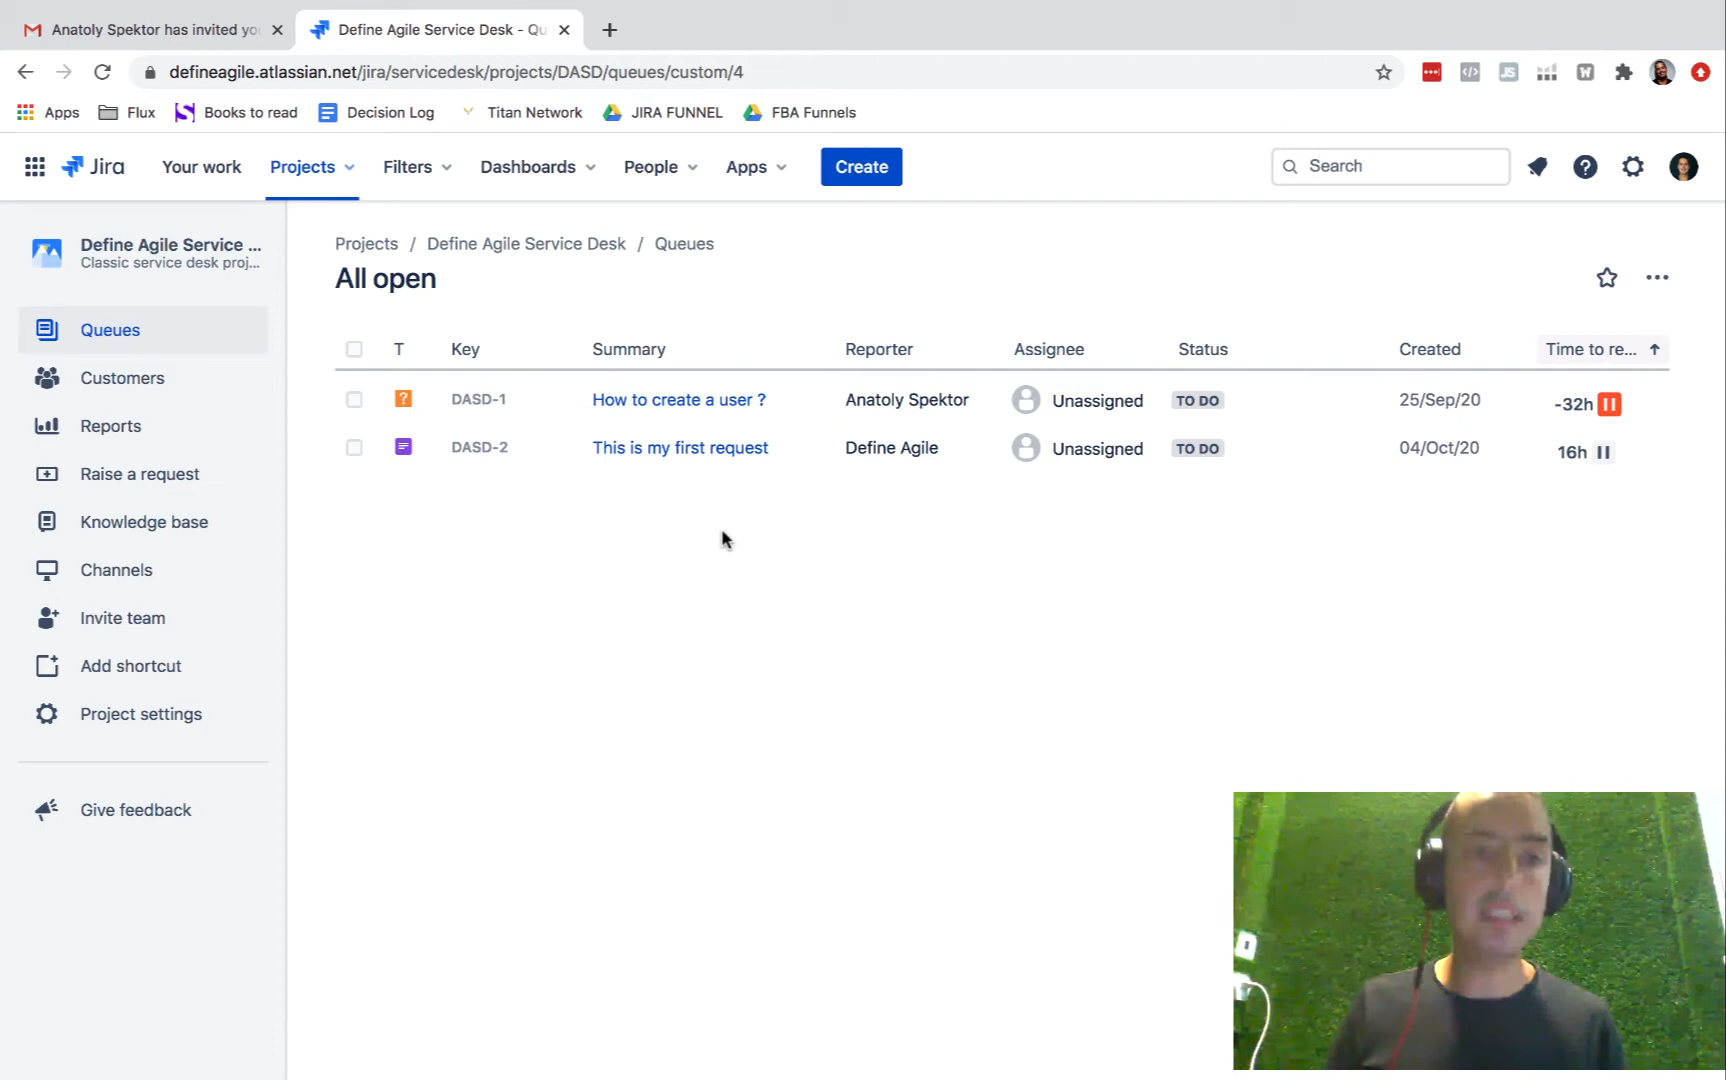 Anatoly Spektor has invited yo
Define Agile Service Desk - Qu
defineagile.atlassian.net/jira/servicedesk/projects/DASD/queues/custom/4
JS
W
Apps
Flux
Books to read
Decision Log
Titan Network
JIRA FUNNEL
FBA Funnels
Jira
Your work
Projects
Filters
Dashboards
People
Apps
Create
Search
Define Agile Service ...
Classic service desk proj...
Queues
Customers
Reports
Raise a request
Knowledge base
Channels
Invite team
Add shortcut
Project settings
Give feedback
Projects / Define Agile Service Desk / Queues
All open
T Key Summary Reporter Assignee Status Created Time to re...
DASD-1 How to create a user ? Anatoly Spektor Unassigned TO DO 25/Sep/20 -32h
DASD-2 This is my first request Define Agile Unassigned TO DO 04/Oct/20 16h